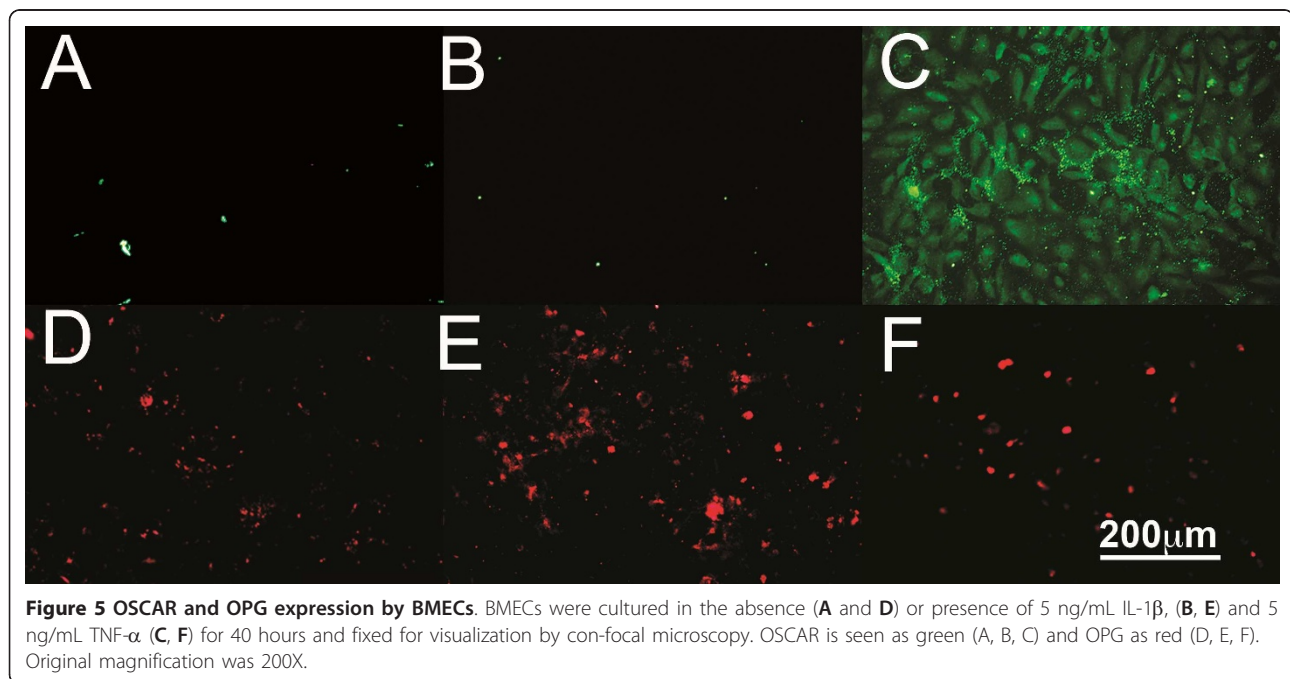 A
B
C
D
E
F
200µm
Figure 5 OSCAR and OPG expression by BMECs. BMECs were cultured in the absence (A and D) or presence of 5 ng/mL IL-1β, (B, E) and 5
ng/mL TNF-α (C, F) for 40 hours and fixed for visualization by con-focal microscopy. OSCAR is seen as green (A, B, C) and OPG as red (D, E, F).
Original magnification was 200X.